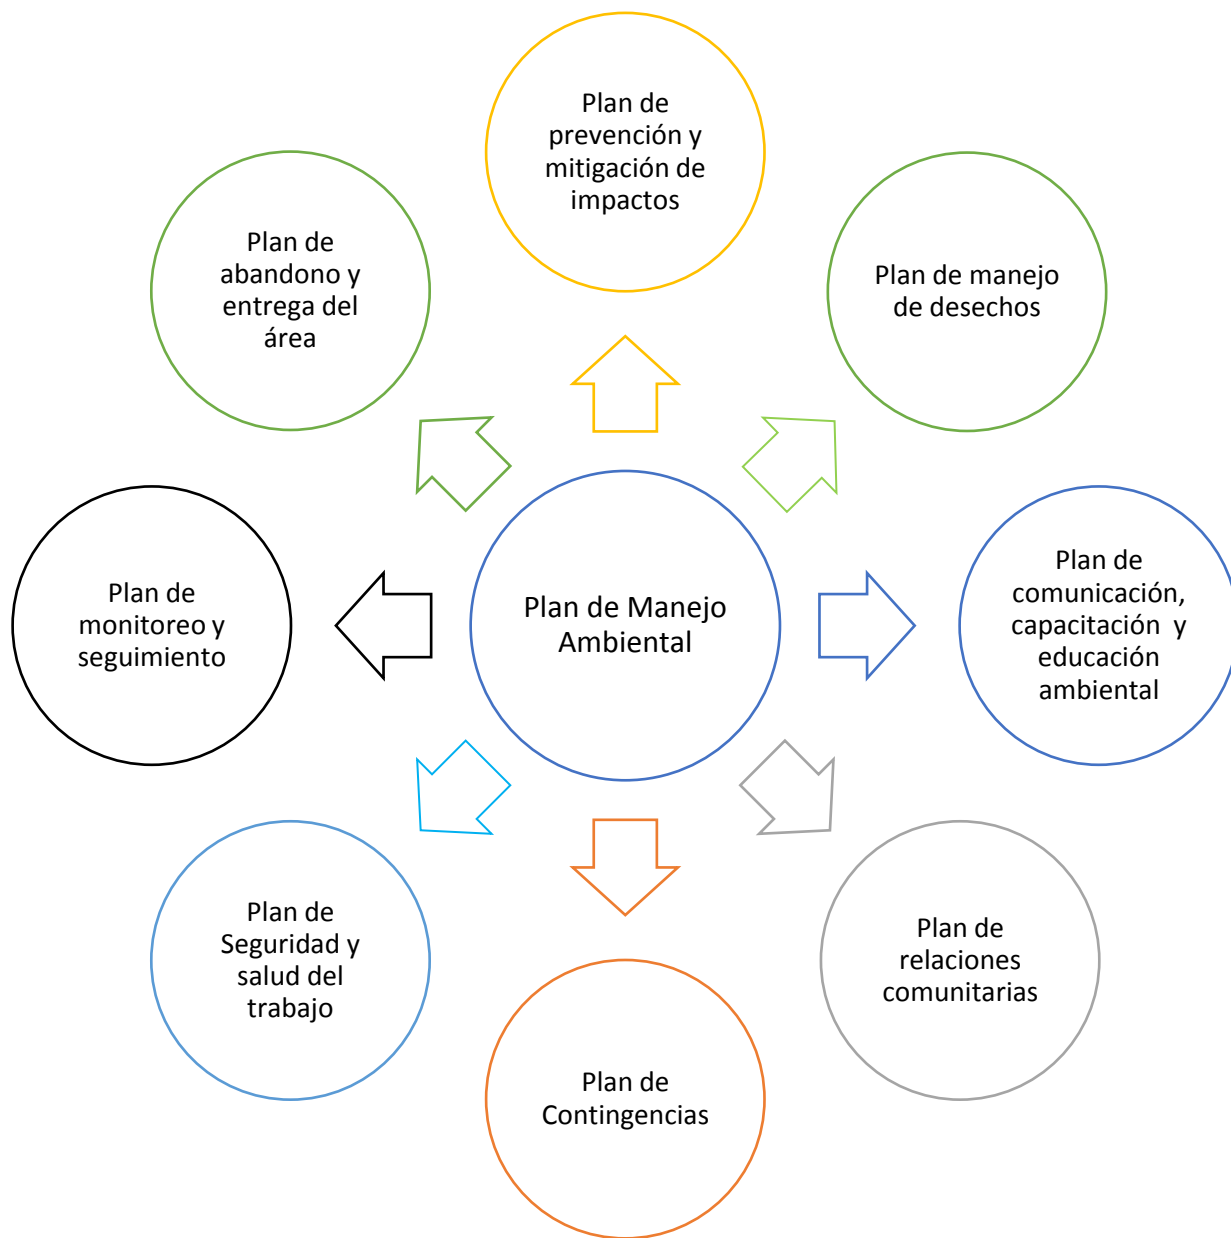 Plan de
prevención y
mitigación de
impactos
Plan de manejo
de desechos
Plan de
comunicación,
capacitación y
educación
ambiental
Plan de
relaciones
comunitarias
Plan de
Contingencias
Plan de
Seguridad y
salud del
trabajo
Plan de
monitoreo y
seguimiento
Plan de
abandono y
entrega del
área
Plan de Manejo
Ambiental